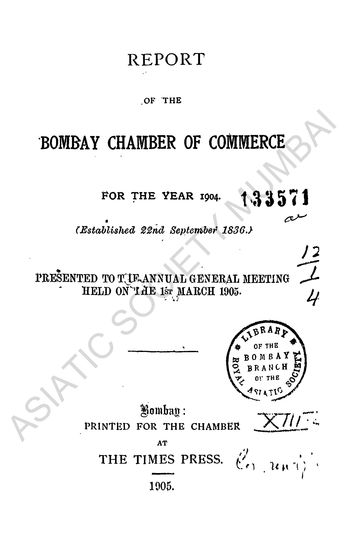 REPORT
OF THE
BOMBAY CHAMBER OF COMMERCE
FOR THE YEAR 1904.
133571
(Established 22nd September 1836.)
12
1
4
PRESENTED TO THE ANNUAL GENERAL MEETING
HELD ON THE 1ST MARCH 1905.
LIBRARY
OF THE
BOMBAY
BRANCH
OF THE
ROYAL ASIATIC SOCIETY
Bombay:
PRINTED FOR THE CHAMBER
XIII
AT
THE TIMES PRESS.
1905.
ASIATIC SOCIETY MUMBAI